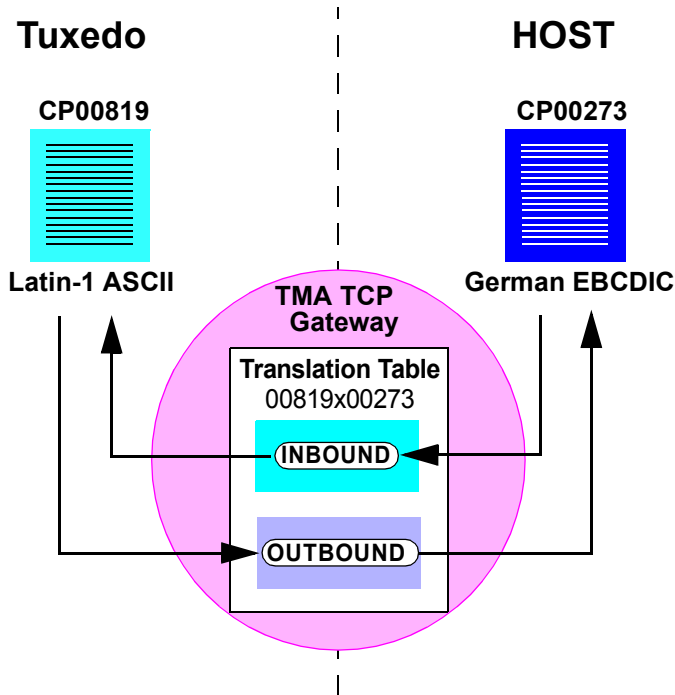 Tuxedo
HOST
CP00819
CP00273
Latin-1 ASCII
German EBCDIC
TMA TCP
Gateway
Translation Table
00819x00273
INBOUND
OUTBOUND